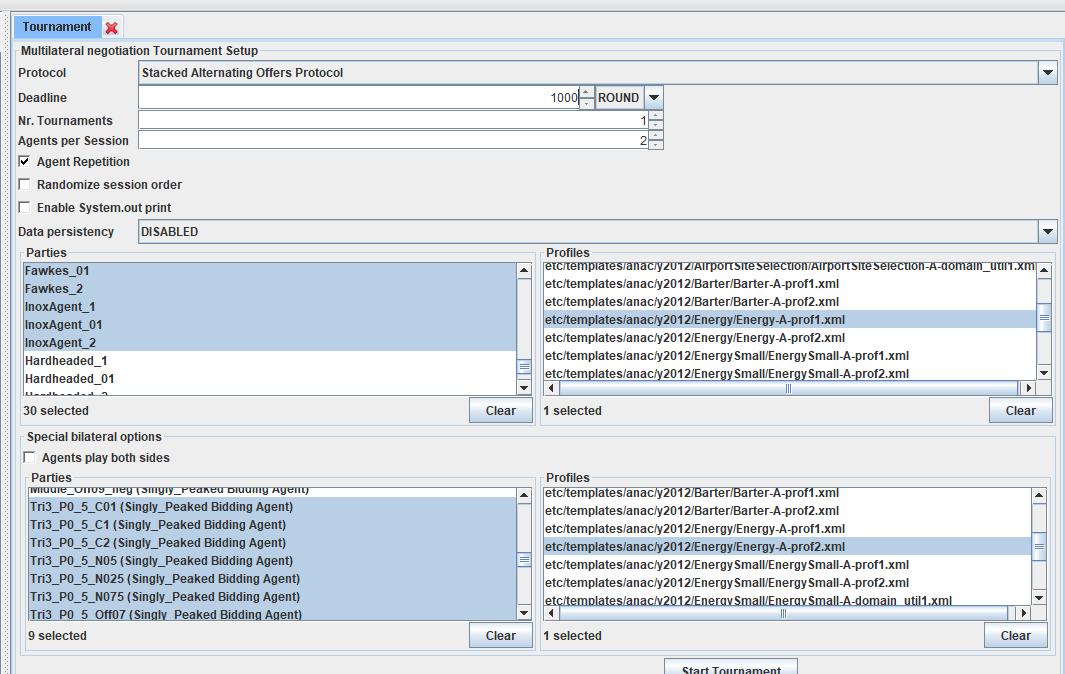 Tournament
Multilateral negotiation Tournament Setup
Protocol Stacked Alternating Offers Protocol
Deadline 1000 ROUND
Nr. Tournaments 1
Agents per Session 2
Agent Repetition
Randomize session order
Enable System.out print
Data persistency DISABLED
Parties
Fawkes_01
Fawkes_2
InoxAgent_1
InoxAgent_01
InoxAgent_2
Hardheaded_1
Hardheaded_01
30 selected
Clear
Profiles
etc/templates/anac/y2012/AirportSiteSelection/AirportSiteSelection-A-domain_util1.xml
etc/templates/anac/y2012/Barter/Barter-A-prof1.xml
etc/templates/anac/y2012/Barter/Barter-A-prof2.xml
etc/templates/anac/y2012/Energy/Energy-A-prof1.xml
etc/templates/anac/y2012/Energy/Energy-A-prof2.xml
etc/templates/anac/y2012/EnergySmall/EnergySmall-A-prof1.xml
etc/templates/anac/y2012/EnergySmall/EnergySmall-A-prof2.xml
1 selected
Clear
Special bilateral options
Agents play both sides
Parties
Middle_Off09_neg (Singly_Peaked Bidding Agent)
Tri3_P0_5_C01 (Singly_Peaked Bidding Agent)
Tri3_P0_5_C1 (Singly_Peaked Bidding Agent)
Tri3_P0_5_C2 (Singly_Peaked Bidding Agent)
Tri3_P0_5_N05 (Singly_Peaked Bidding Agent)
Tri3_P0_5_N025 (Singly_Peaked Bidding Agent)
Tri3_P0_5_N075 (Singly_Peaked Bidding Agent)
Tri3_P0_5_Off07 (Singly_Peaked Bidding Agent)
9 selected
Clear
Profiles
etc/templates/anac/y2012/Barter/Barter-A-prof1.xml
etc/templates/anac/y2012/Barter/Barter-A-prof2.xml
etc/templates/anac/y2012/Energy/Energy-A-prof1.xml
etc/templates/anac/y2012/Energy/Energy-A-prof2.xml
etc/templates/anac/y2012/EnergySmall/EnergySmall-A-prof1.xml
etc/templates/anac/y2012/EnergySmall/EnergySmall-A-prof2.xml
etc/templates/anac/y2012/EnergySmall/EnergySmall-A-domain_util1.xml
1 selected
Clear
Start Tournament